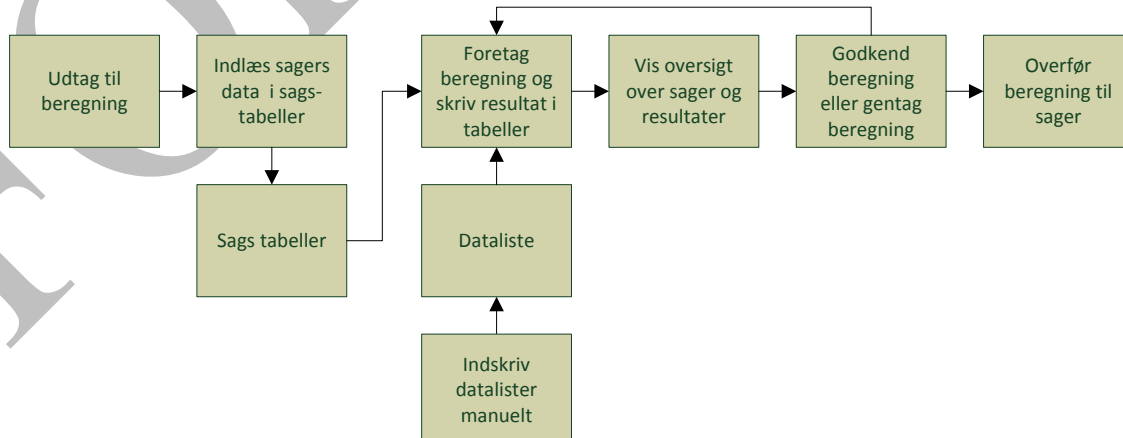 Udtag til
beregning
Indlæs sagers
data  i sags-
tabeller
Foretag
beregning og
skriv resultat i
tabeller
Vis oversigt
over sager og
resultater
Godkend
beregning
eller gentag
beregning
Overfør
beregning til
sager
Sags tabeller
Dataliste
Indskriv
datalister
manuelt